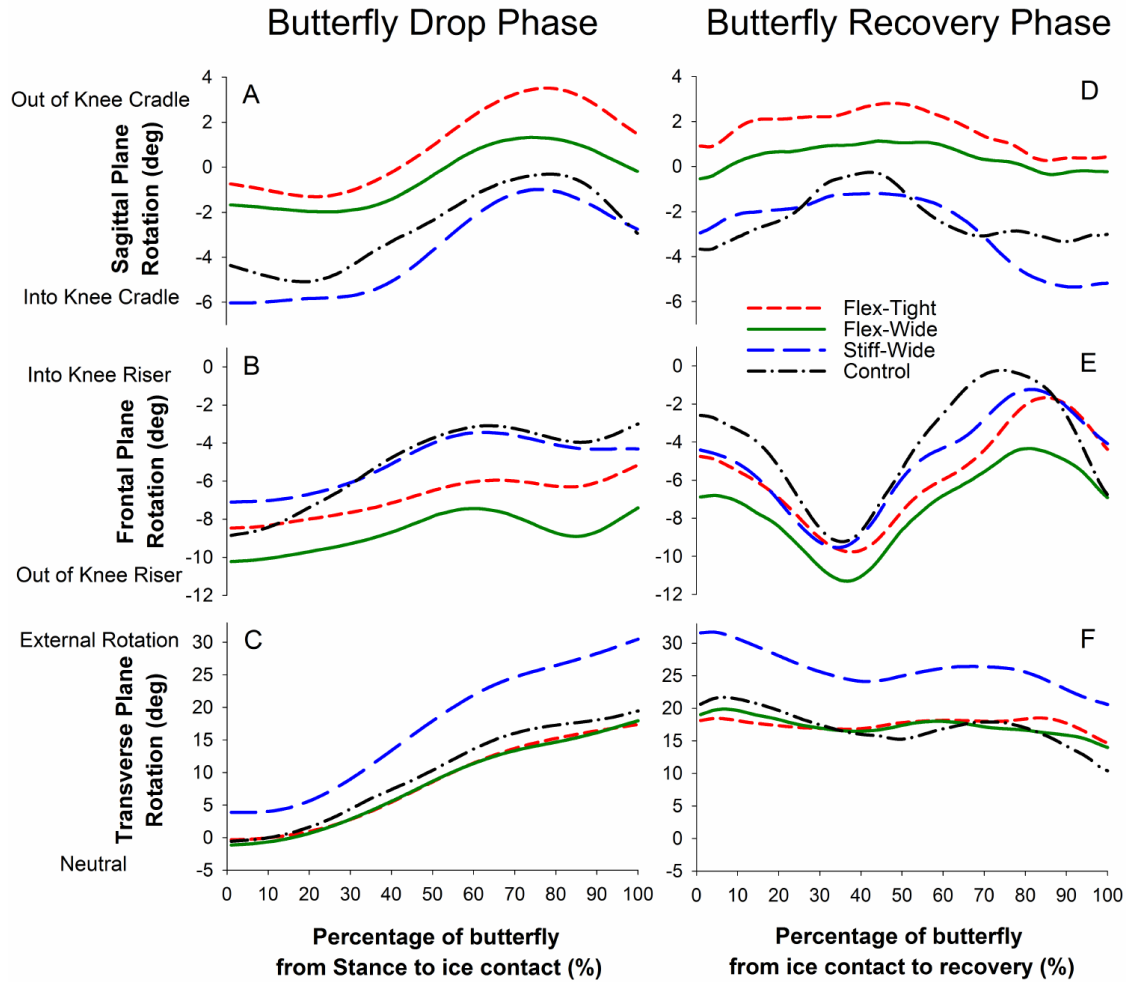 Butterfly Drop Phase
Butterfly Recovery Phase
A
Out of Knee Cradle
Sagittal Plane
Rotation (deg)
Into Knee Cradle
4
2
0
-2
-4
-6
D
4
2
0
-2
-4
-6
Flex-Tight
Flex-Wide
Stiff-Wide
Control
B
Into Knee Riser
Frontal Plane
Rotation (deg)
Out of Knee Riser
0
-2
-4
-6
-8
-10
-12
E
0
-2
-4
-6
-8
-10
-12
C
External Rotation
Transverse Plane
Rotation (deg)
Neutral
30
25
20
15
10
5
0
-5
0 10 20 30 40 50 60 70 80 90 100
Percentage of butterfly
from Stance to ice contact (%)
F
30
25
20
15
10
5
0
-5
0 10 20 30 40 50 60 70 80 90 100
Percentage of butterfly
from ice contact to recovery (%)